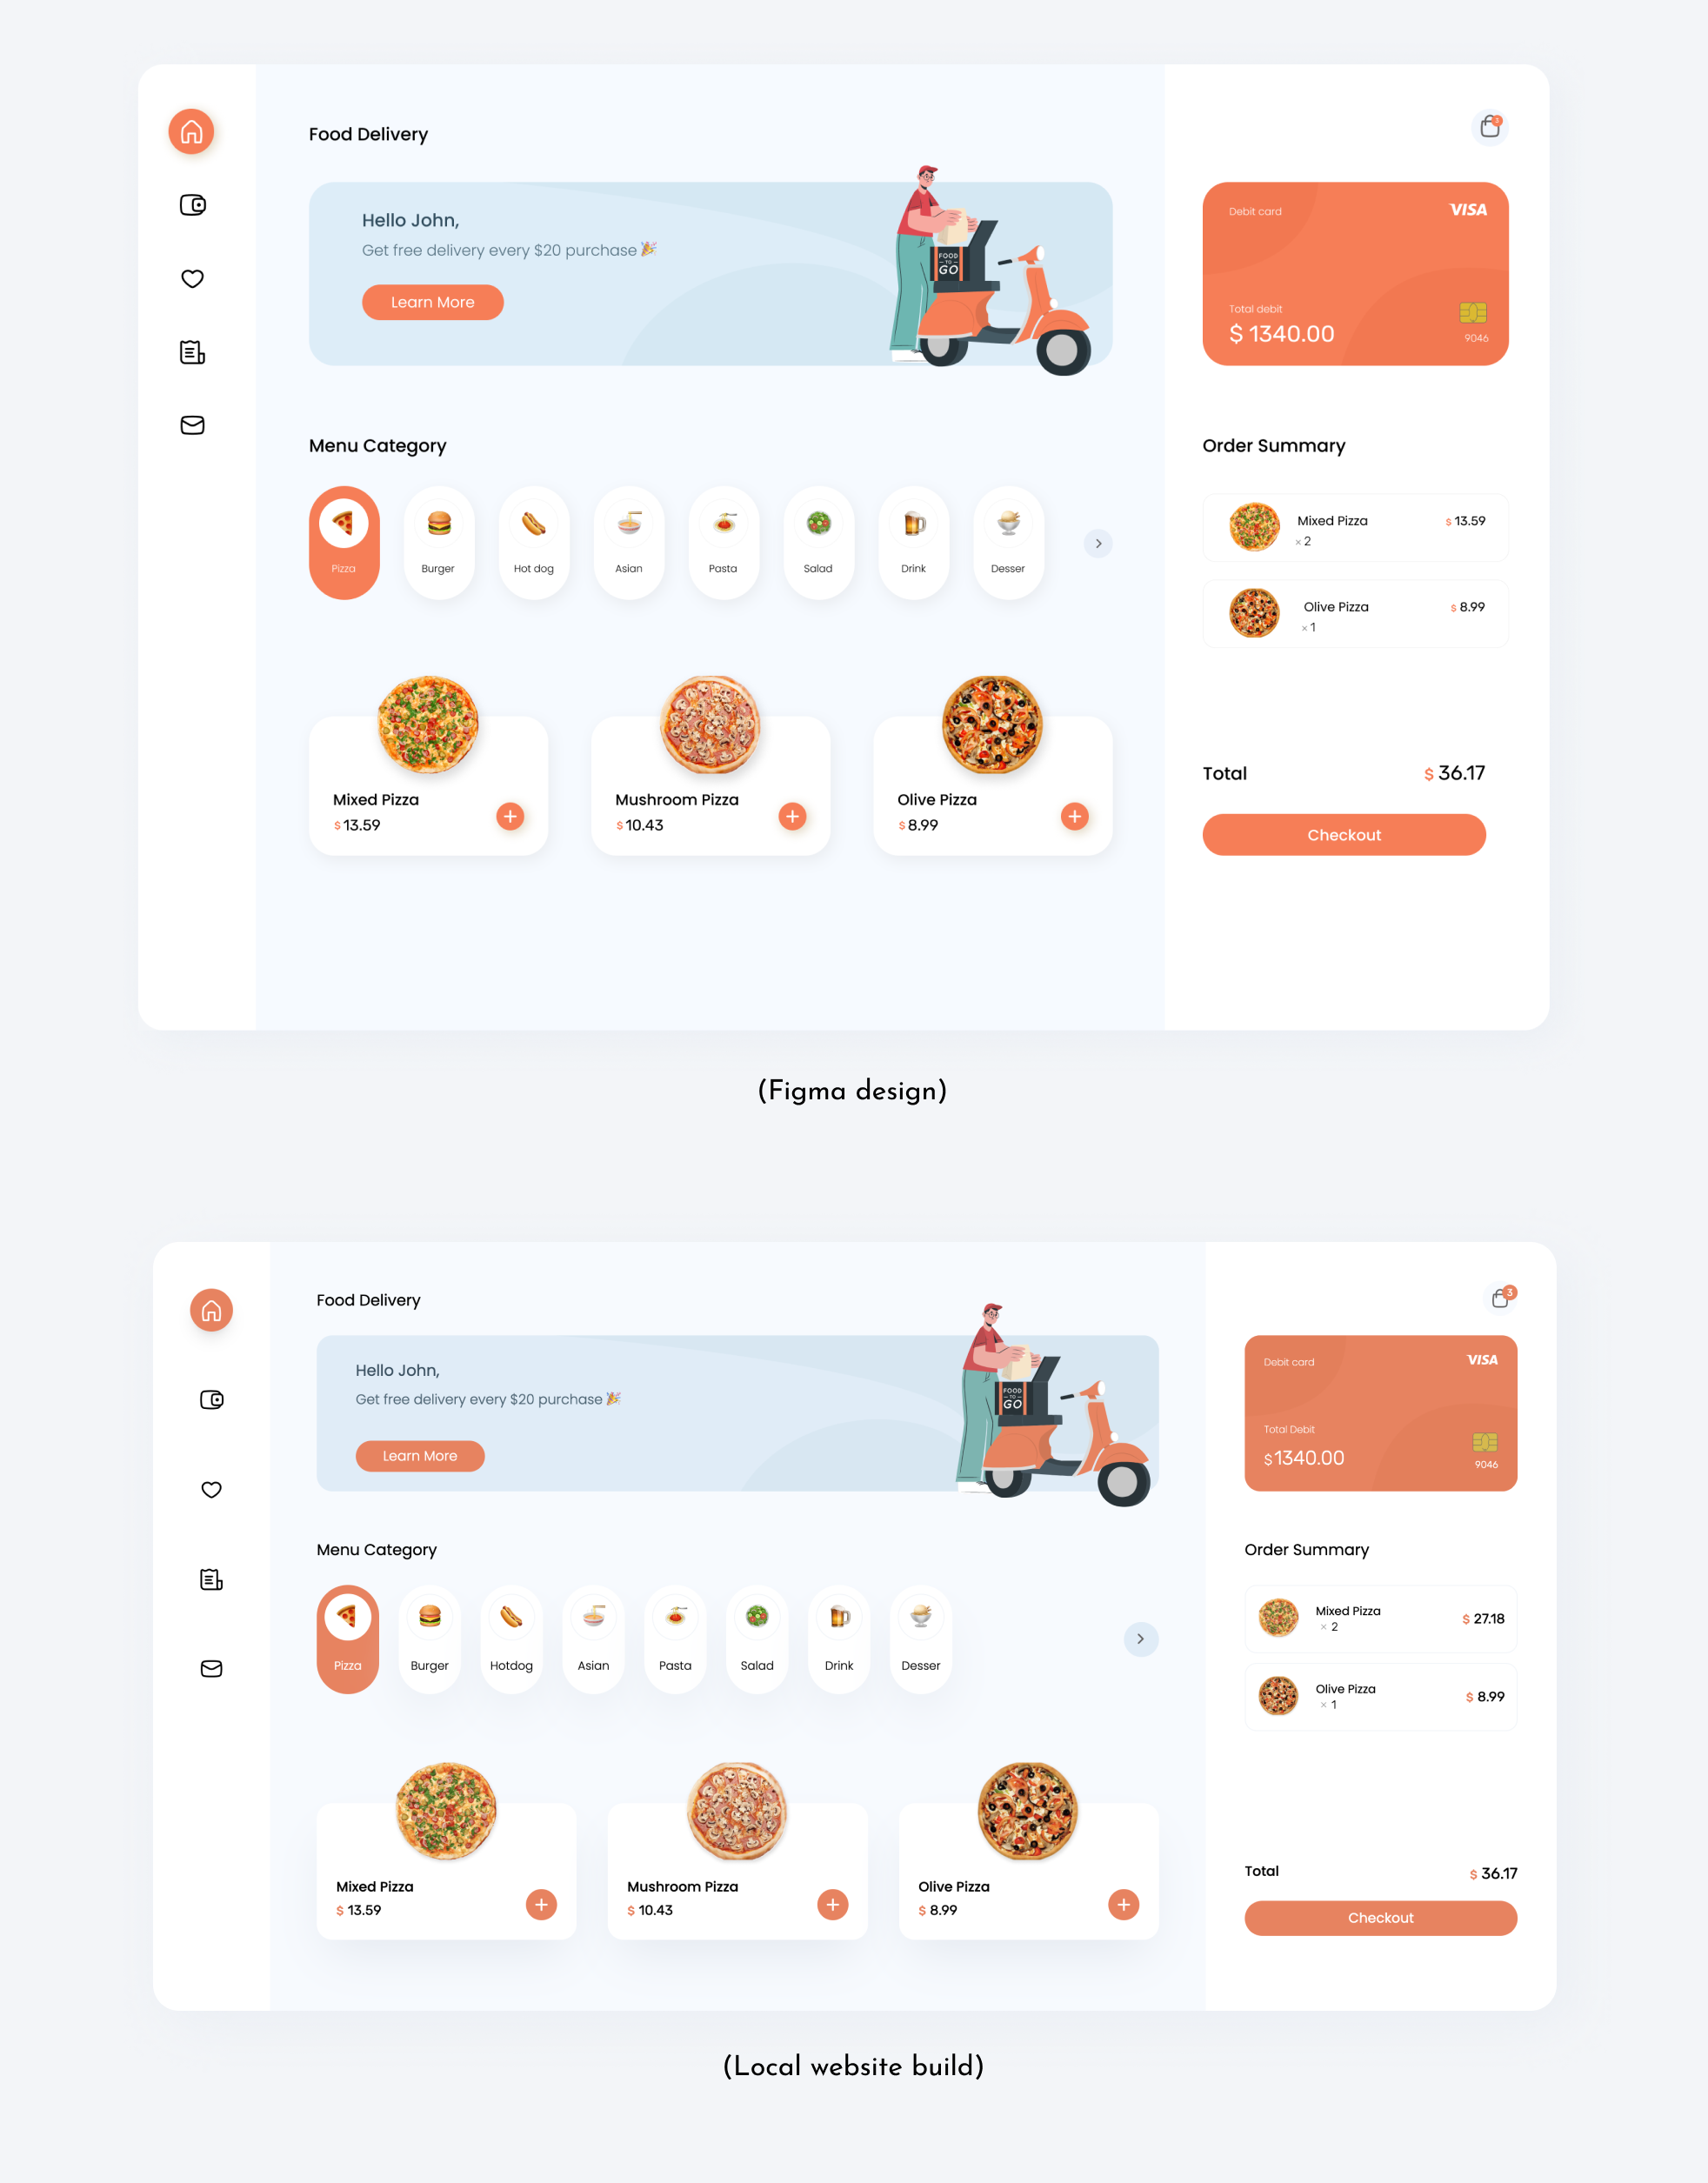 Food Delivery
3
Hello John,
Get free delivery every $20 purchase 🎉
Learn More
FOOD
TO
GO
Debit card
VISA
Total debit
$ 1340.00
9046
Menu Category
Pizza
Burger
Hot dog
Asian
Pasta
Salad
Drink
Desser
Order Summary
Mixed Pizza
$ 13.59
× 2
Olive Pizza
$ 8.99
× 1
Mixed Pizza
$ 13.59
Mushroom Pizza
$ 10.43
Olive Pizza
$ 8.99
Total
$ 36.17
Checkout
(Figma design)
Food Delivery
3
Hello John,
Get free delivery every $20 purchase 🎉
Learn More
FOOD
TO
GO
Debit card
VISA
Total Debit
$ 1340.00
9046
Menu Category
Pizza
Burger
Hotdog
Asian
Pasta
Salad
Drink
Desser
Order Summary
Mixed Pizza
× 2
$ 27.18
Olive Pizza
× 1
$ 8.99
Mixed Pizza
$ 13.59
Mushroom Pizza
$ 10.43
Olive Pizza
$ 8.99
Total
$ 36.17
Checkout
(Local website build)